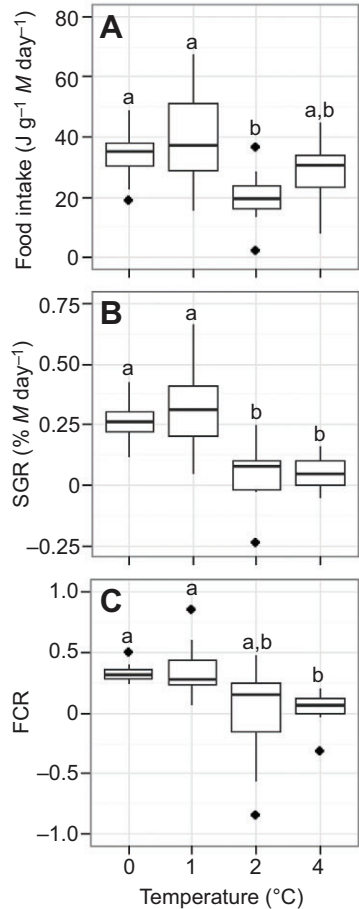 A
Food intake (J g⁻¹ M day⁻¹)
80
60
40
20
0
a
a
b
a,b
B
SGR (% M day⁻¹)
0.75
0.50
0.25
0
–0.25
a
a
b
b
C
FCR
1.0
0.5
0
–0.5
–1.0
a
a
a,b
b
0 1 2 4
Temperature (°C)